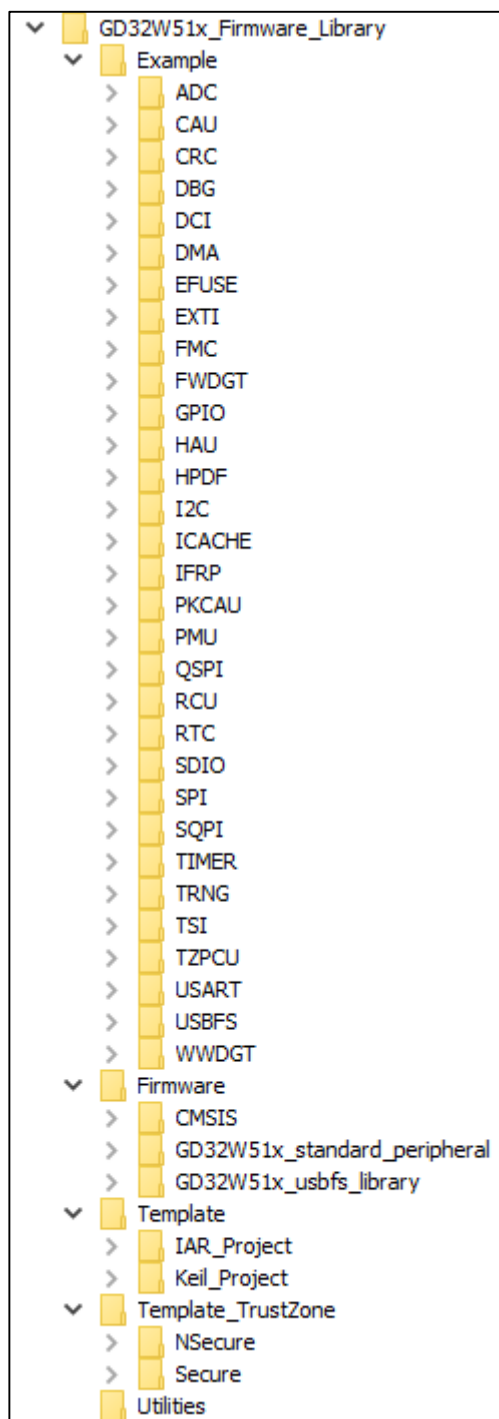 GD32W51x_Firmware_Library
Example
ADC
CAU
CRC
DBG
DCI
DMA
EFUSE
EXTI
FMC
FWDGT
GPIO
HAU
HPDF
I2C
ICACHE
IFRP
PKCAU
PMU
QSPI
RCU
RTC
SDIO
SPI
SQPI
TIMER
TRNG
TSI
TZPCU
USART
USBFS
WWDGT
Firmware
CMSIS
GD32W51x_standard_peripheral
GD32W51x_usbfs_library
Template
IAR_Project
Keil_Project
Template_TrustZone
NSecure
Secure
Utilities